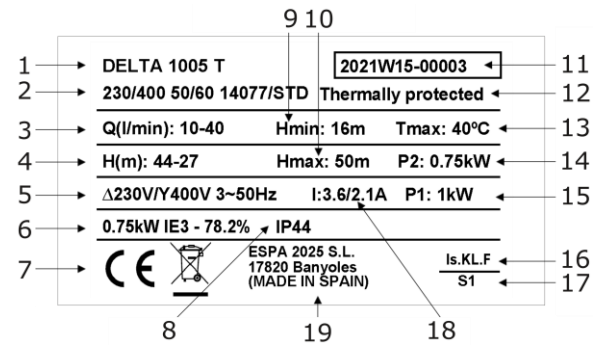 9 10
1 DELTA 1005 T 2021W15-00003 11
2 230/400 50/60 14077/STD Thermally protected 12
3 Q(l/min): 10-40 Hmin: 16m Tmax: 40ºC 13
4 H(m): 44-27 Hmax: 50m P2: 0.75kW 14
5 Δ230V/Y400V 3~50Hz I:3.6/2.1A P1: 1kW 15
6 0.75kW IE3 - 78.2% IP44
7 CE ESPA 2025 S.L.
17820 Banyoles
(MADE IN SPAIN)
Is.KL.F 16
S1 17
8 19 18